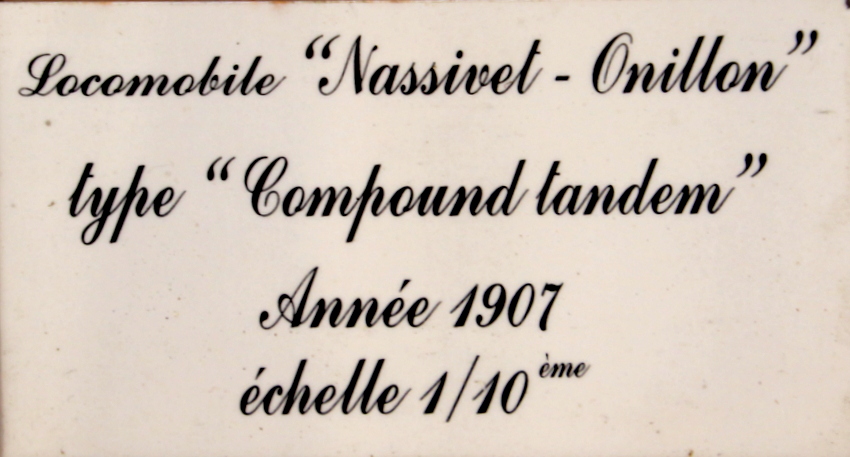 Locomobile “Nassivet - Onillon”
type “Compound tandem”
Année 1907
échelle 1/10ème